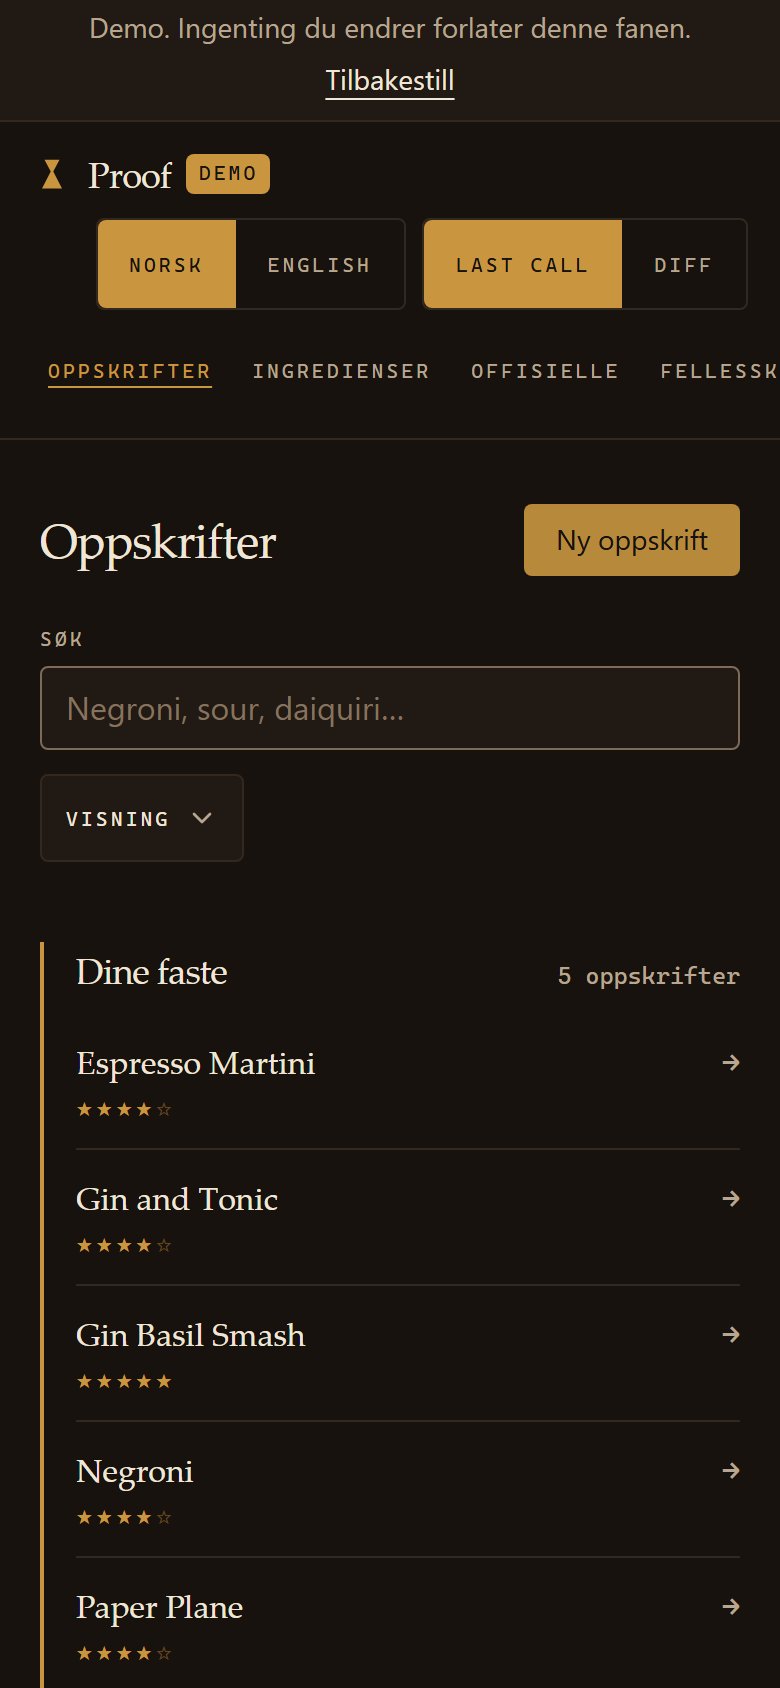 Demo. Ingenting du endrer forlater denne fanen.
Tilbakestill
Proof DEMO
NORSK ENGLISH LAST CALL DIFF
OPPSKRIFTER INGREDIENSER OFFISIELLE FELLESSK
Oppskrifter Ny oppskrift
SØK
Negroni, sour, daiquiri...
VISNING
Dine faste 5 oppskrifter
Espresso Martini →
★★★★☆
Gin and Tonic →
★★★★☆
Gin Basil Smash →
★★★★★
Negroni →
★★★★☆
Paper Plane →
★★★★☆